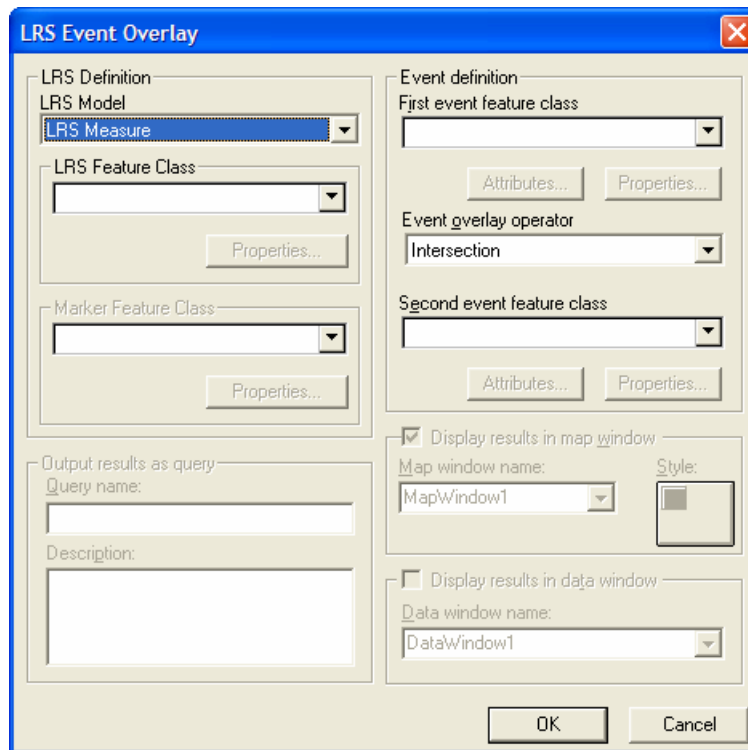 LRS Event Overlay
LRS Definition
LRS Model
LRS Measure
LRS Feature Class
Properties...
Marker Feature Class
Properties...
Output results as query
Query name:
Description:
Event definition
First event feature class
Attributes...
Properties...
Event overlay operator
Intersection
Second event feature class
Attributes...
Properties...
Display results in map window
Map window name:
Style:
MapWindow1
Display results in data window
Data window name:
DataWindow1
OK
Cancel